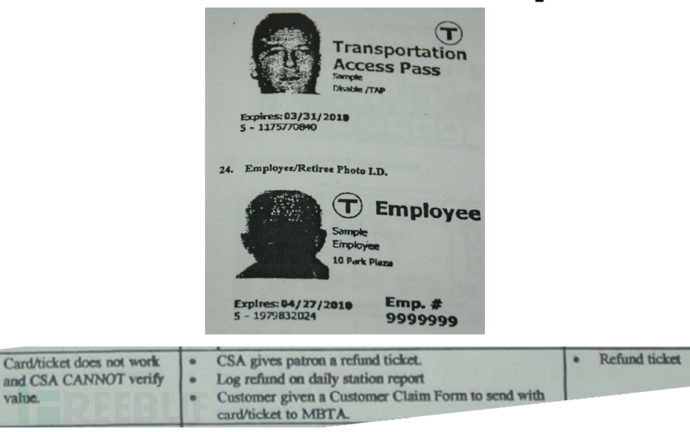 T
Transportation
Access Pass
Sample
Disable /TAP
Expires: 03/31/2010
5 - 1175770840
24. Employee/Retiree Photo I.D.
T Employee
Sample
Employee
10 Park Plaza
Expires: 04/27/2010 Emp. #
5 - 1979832024 9999999
Card/ticket does not work
and CSA CANNOT verify
value.
• CSA gives patron a refund ticket.
• Log refund on daily station report
• Customer given a Customer Claim Form to send with
card/ticket to MBTA.
• Refund ticket
REEBUF